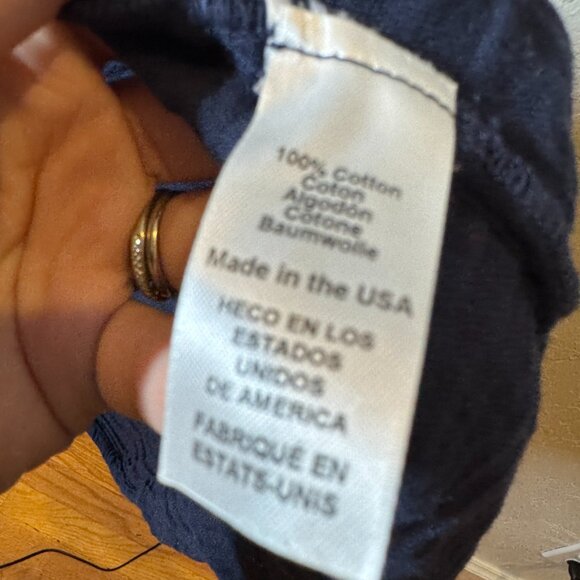 100% Cotton
Coton
Algodón
Cotone
Baumwolle
Made in the USA
HECO EN LOS
ESTADOS
UNIDOS
DE AMERICA
FABRIQUÉ EN
ESTATS-UNIS